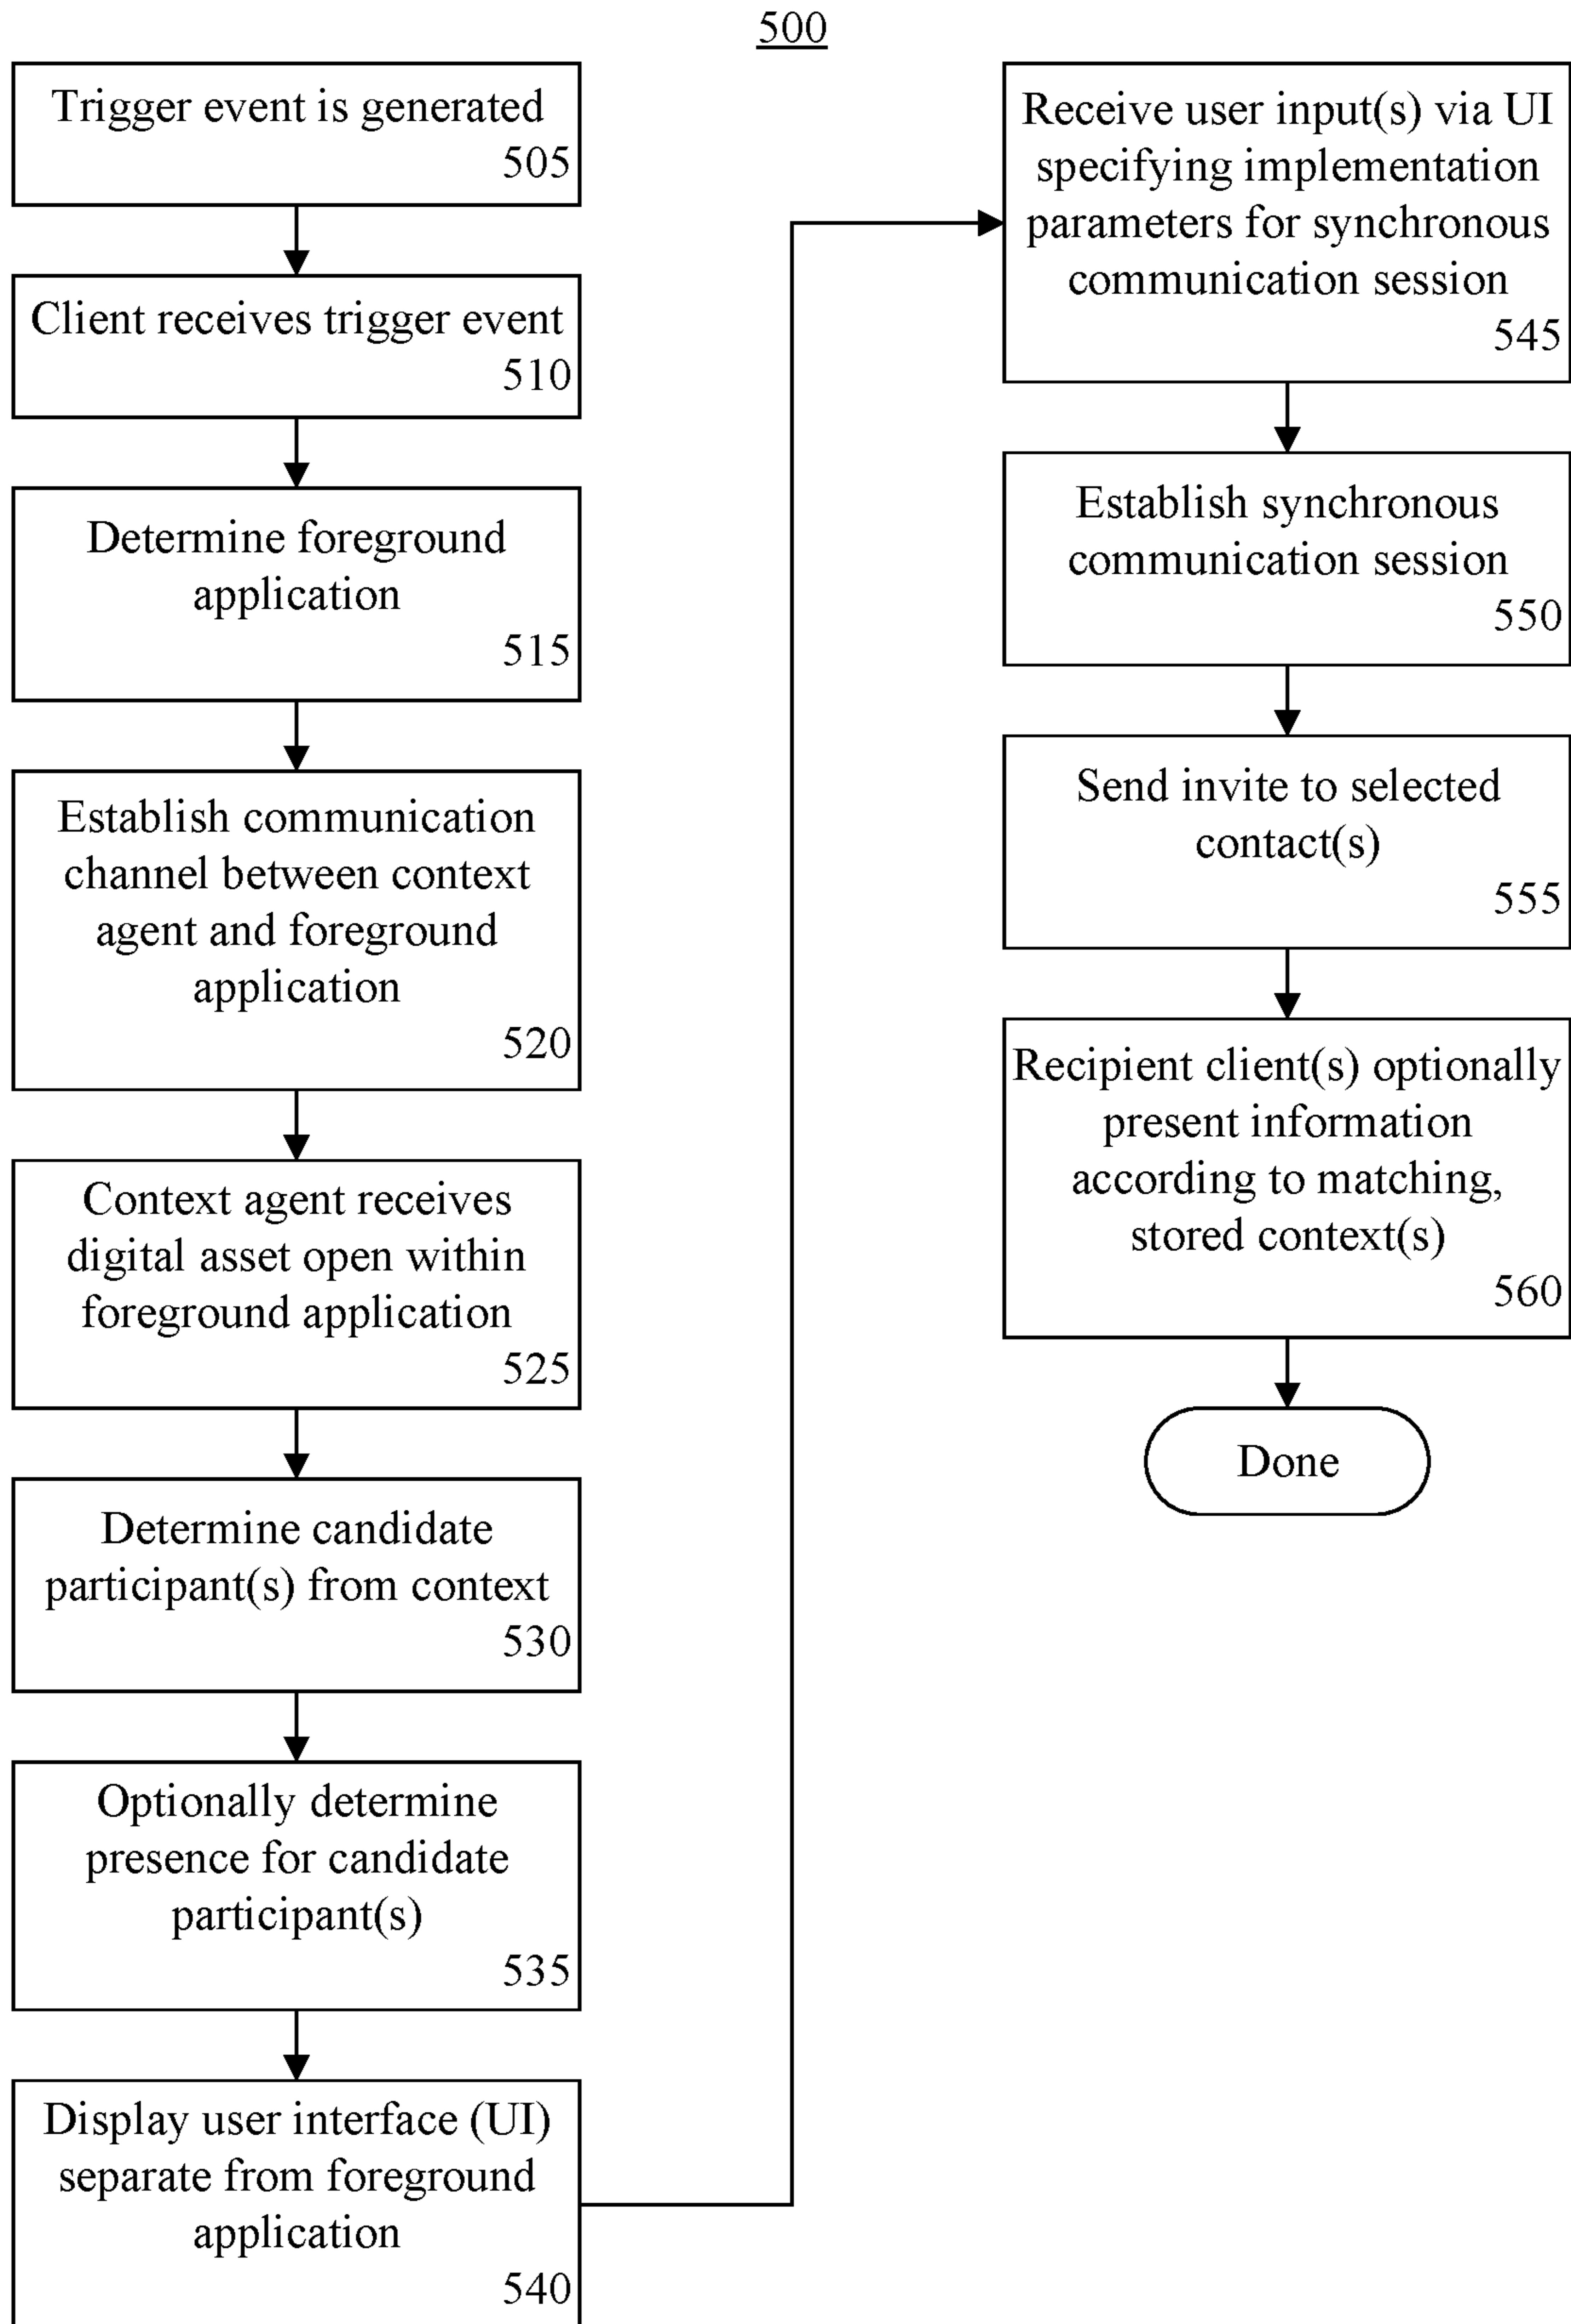 500
Trigger event is generated
505
Client receives trigger event
510
Determine foreground
application
515
Establish communication
channel between context
agent and foreground
application
520
Context agent receives
digital asset open within
foreground application
525
Determine candidate
participant(s) from context
530
Optionally determine
presence for candidate
participant(s)
535
Display user interface (UI)
separate from foreground
application
540
Receive user input(s) via UI
specifying implementation
parameters for synchronous
communication session
545
Establish synchronous
communication session
550
Send invite to selected
contact(s)
555
Recipient client(s) optionally
present information
according to matching,
stored context(s)
560
Done